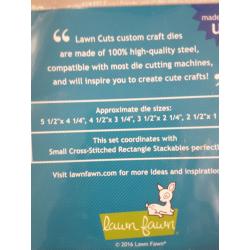 made
U
“ Lawn Cuts custom craft dies
are made of 100% high-quality steel,
compatible with most die cutting machines,
and will inspire you to create cute crafts! ”
Approximate die sizes:
5 1/2"x 4 1/4", 4 1/2"x 3 1/4", 3 1/2"x 2 1/4", 2 1/2"x 1
This set coordinates with
Small Cross-Stitched Rectangle Stackables perfectl
Visit lawnfawn.com for more ideas and inspiration
lawn fawn
© 2016 Lawn Fawn®